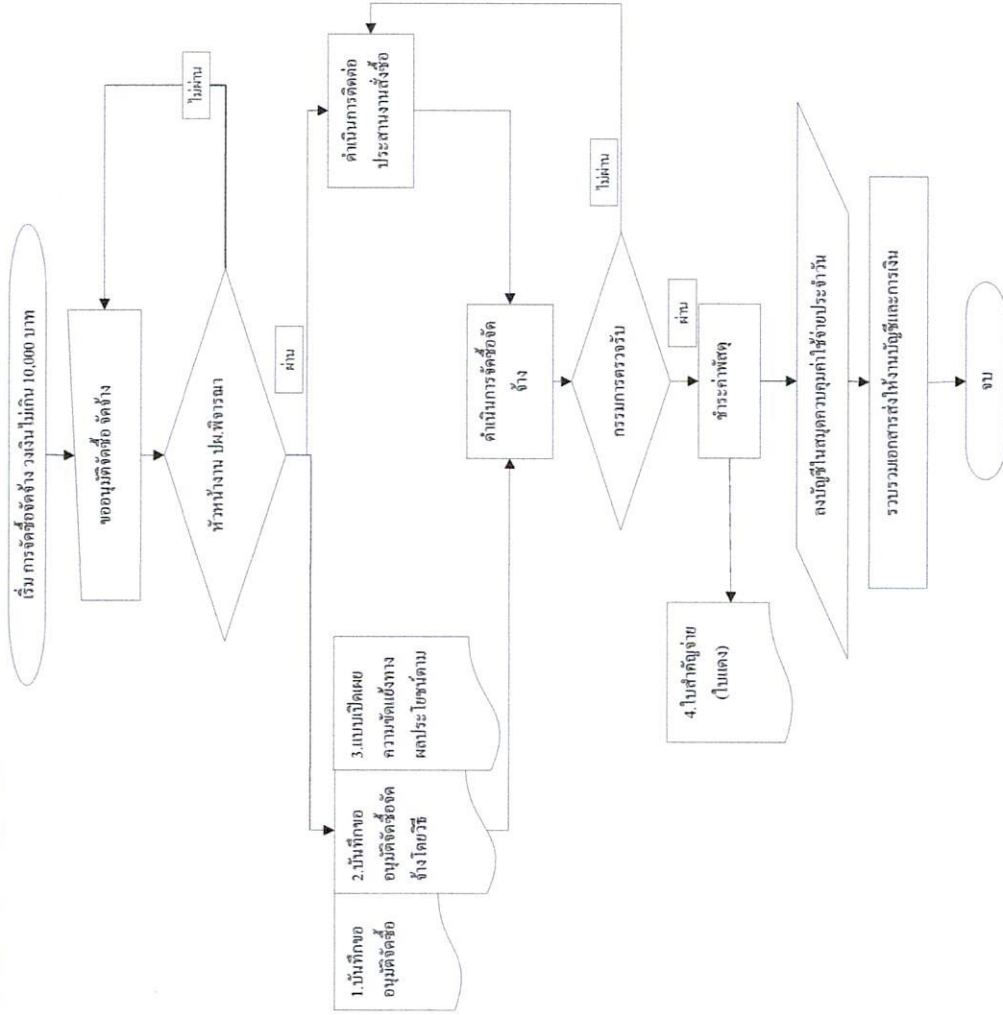 เริ่ม การจัดซื้อจัดจ้าง วงเงินไม่เกิน 10,000 บาท
ขออนุมัติจัดซื้อ จัดจ้าง
หัวหน้างาน ปผ.พิจารณา
ไม่ผ่าน
ผ่าน
1.บันทึกขอ
อนุมัติจัดซื้อ
2.บันทึกขอ
อนุมัติจัดซื้อจัด
จ้างโดยวิธี
3.แบบเปิดเผย
ความขัดแย้งทาง
ผลประโยชน์ตาม
ดำเนินการติดต่อ
ประสานงานสั่งซื้อ
ดำเนินการจัดซื้อจัด
จ้าง
กรรมการตรวจรับ
ไม่ผ่าน
ผ่าน
ชำระค่าพัสดุ
4.ใบสำคัญจ่าย
(ใบแดง)
ลงบัญชีในสมุดควบคุมค่าใช้จ่ายประจำวัน
รวบรวมเอกสารส่งให้งานบัญชีและการเงิน
จบ